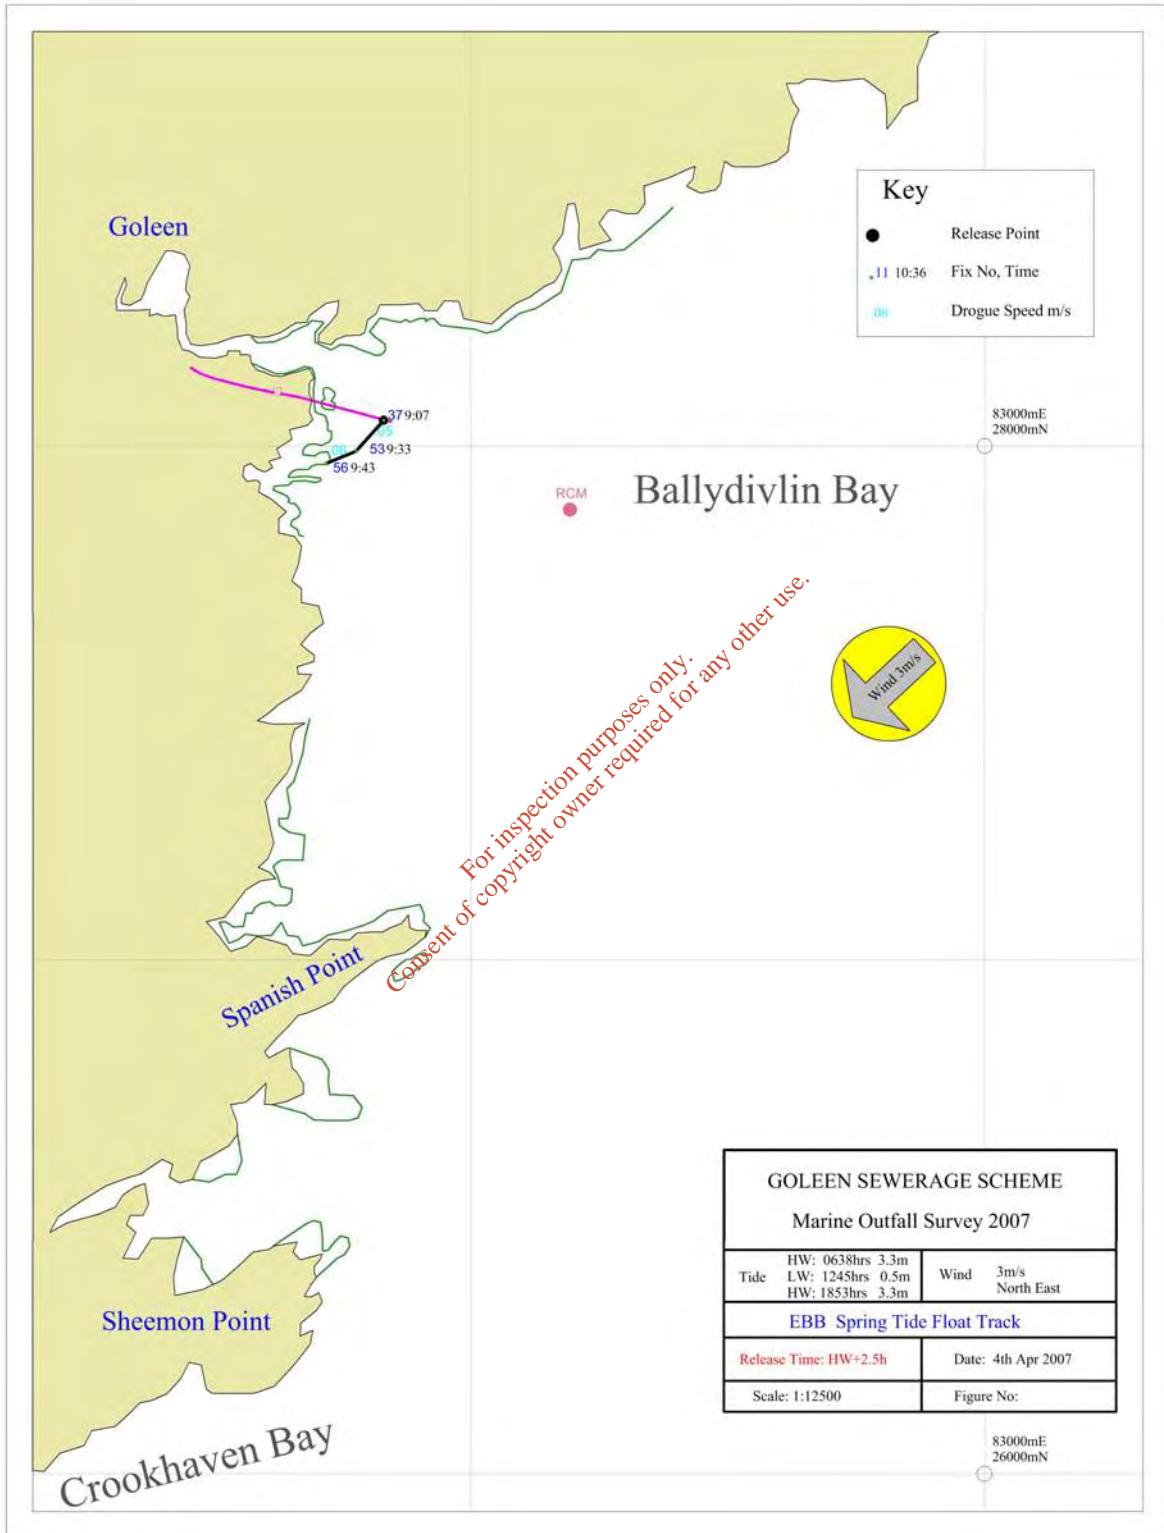 Goleen
Key
Release Point
11 10:36 Fix No, Time
Drogue Speed m/s
37 9:07
05
53 9:33
56 9:43
83000mE
28000mN
RCM
Ballydivlin Bay
Wind 3m/s
For inspection purposes only.
Consent of copyright owner required for any other use.
Spanish Point
Sheemon Point
Crookhaven Bay
GOLEEN SEWERAGE SCHEME
Marine Outfall Survey 2007
Tide
HW: 0638hrs 3.3m
LW: 1245hrs 0.5m
HW: 1853hrs 3.3m
Wind
3m/s
North East
EBB Spring Tide Float Track
Release Time: HW+2.5h
Date: 4th Apr 2007
Scale: 1:12500
Figure No:
83000mE
26000mN